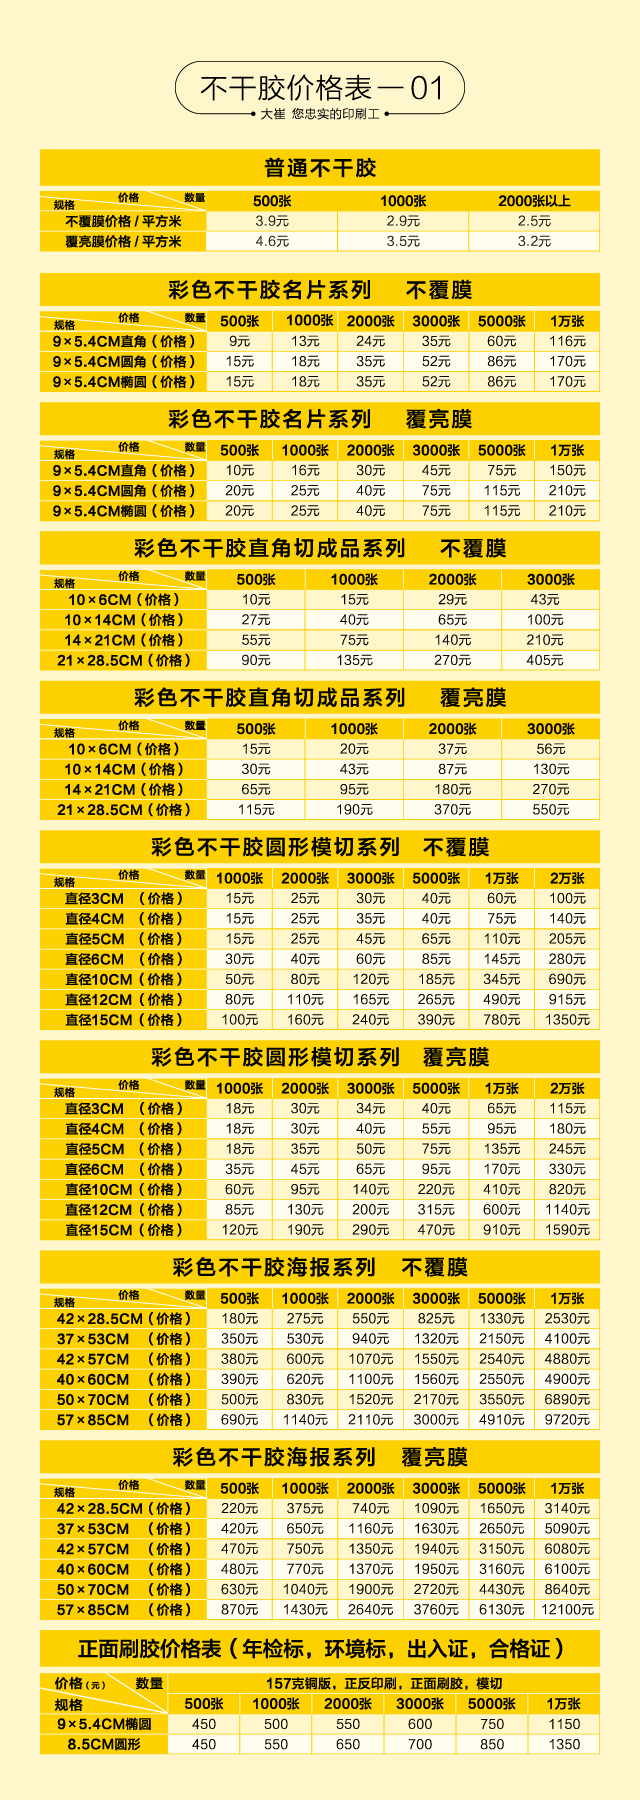 不干胶价格表 — 01
大崔 您忠实的印刷工
普通不干胶
规格 价格 数量 500张 1000张 2000张以上
不覆膜价格 / 平方米 3.9元 2.9元 2.5元
覆亮膜价格 / 平方米 4.6元 3.5元 3.2元
彩色不干胶名片系列 不覆膜
规格 价格 数量 500张 1000张 2000张 3000张 5000张 1万张
9×5.4CM直角（价格） 9元 13元 24元 35元 60元 116元
9×5.4CM圆角（价格） 15元 18元 35元 52元 86元 170元
9×5.4CM椭圆（价格） 15元 18元 35元 52元 86元 170元
彩色不干胶名片系列 覆亮膜
规格 价格 数量 500张 1000张 2000张 3000张 5000张 1万张
9×5.4CM直角（价格） 10元 16元 30元 45元 75元 150元
9×5.4CM圆角（价格） 20元 25元 40元 75元 115元 210元
9×5.4CM椭圆（价格） 20元 25元 40元 75元 115元 210元
彩色不干胶直角切成品系列 不覆膜
规格 价格 数量 500张 1000张 2000张 3000张
10×6CM（价格） 10元 15元 29元 43元
10×14CM（价格） 27元 40元 65元 100元
14×21CM（价格） 55元 75元 140元 210元
21×28.5CM（价格） 90元 135元 270元 405元
彩色不干胶直角切成品系列 覆亮膜
规格 价格 数量 500张 1000张 2000张 3000张
10×6CM（价格） 15元 20元 37元 56元
10×14CM（价格） 30元 43元 87元 130元
14×21CM（价格） 65元 95元 180元 270元
21×28.5CM（价格） 115元 190元 370元 550元
彩色不干胶圆形模切系列 不覆膜
规格 价格 数量 1000张 2000张 3000张 5000张 1万张 2万张
直径3CM （价格） 15元 25元 30元 40元 60元 100元
直径4CM （价格） 15元 25元 35元 40元 75元 140元
直径5CM （价格） 15元 25元 45元 65元 110元 205元
直径6CM （价格） 30元 40元 60元 85元 145元 280元
直径10CM（价格） 50元 80元 120元 185元 345元 690元
直径12CM（价格） 80元 110元 165元 265元 490元 915元
直径15CM（价格） 100元 160元 240元 390元 780元 1350元
彩色不干胶圆形模切系列 覆亮膜
规格 价格 数量 1000张 2000张 3000张 5000张 1万张 2万张
直径3CM （价格） 18元 30元 34元 40元 65元 115元
直径4CM （价格） 18元 30元 40元 55元 95元 180元
直径5CM （价格） 18元 35元 50元 75元 135元 245元
直径6CM （价格） 35元 45元 65元 95元 170元 330元
直径10CM（价格） 60元 95元 140元 220元 410元 820元
直径12CM（价格） 85元 130元 200元 315元 600元 1140元
直径15CM（价格） 120元 190元 290元 470元 910元 1590元
彩色不干胶海报系列 不覆膜
规格 价格 数量 500张 1000张 2000张 3000张 5000张 1万张
42×28.5CM（价格） 180元 275元 550元 825元 1330元 2530元
37×53CM （价格） 350元 530元 940元 1320元 2150元 4100元
42×57CM （价格） 380元 600元 1070元 1550元 2540元 4880元
40×60CM （价格） 390元 620元 1100元 1560元 2550元 4900元
50×70CM （价格） 500元 830元 1520元 2170元 3550元 6890元
57×85CM （价格） 690元 1140元 2110元 3000元 4910元 9720元
彩色不干胶海报系列 覆亮膜
规格 价格 数量 500张 1000张 2000张 3000张 5000张 1万张
42×28.5CM（价格） 220元 375元 740元 1090元 1650元 3140元
37×53CM （价格） 420元 650元 1160元 1630元 2650元 5090元
42×57CM （价格） 470元 750元 1350元 1940元 3150元 6080元
40×60CM （价格） 480元 770元 1370元 1950元 3160元 6100元
50×70CM （价格） 630元 1040元 1900元 2720元 4430元 8640元
57×85CM （价格） 870元 1430元 2640元 3760元 6130元 12100元
正面刷胶价格表（年检标，环境标，出入证，合格证）
价格（元） 数量 157克铜版，正反印刷，正面刷胶，模切
规格 500张 1000张 2000张 3000张 5000张 1万张
9×5.4CM椭圆 450 500 550 600 750 1150
8.5CM圆形 450 550 650 700 850 1350